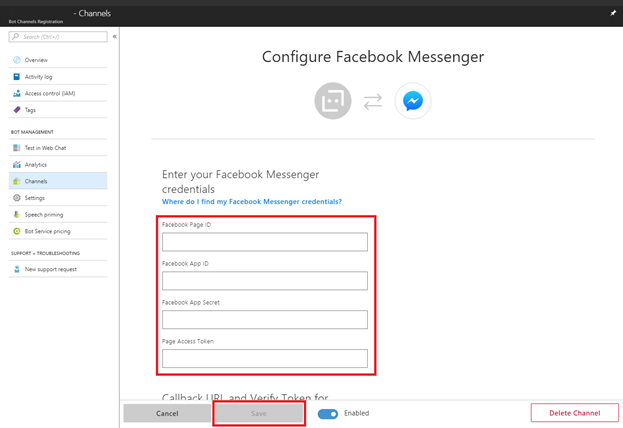 - Channels
Bot Channels Registration
Search (Ctrl+/)
«
Overview
Activity log
Access control (IAM)
Tags
BOT MANAGEMENT
Test in Web Chat
Analytics
Channels
Settings
Speech priming
Bot Service pricing
SUPPORT + TROUBLESHOOTING
New support request
Configure Facebook Messenger
Enter your Facebook Messenger
credentials
Where do I find my Facebook Messenger credentials?
Facebook Page ID
Facebook App ID
Facebook App Secret
Page Access Token
Callback URL and Verify Token for
Cancel
Save
Enabled
Delete Channel